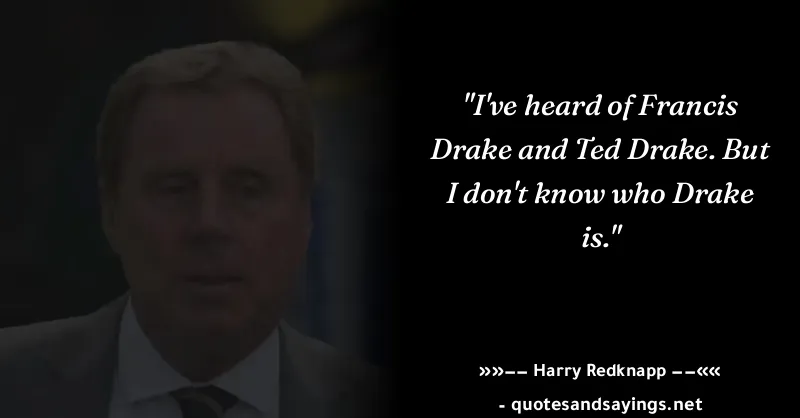 "I've heard of Francis
Drake and Ted Drake. But
I don't know who Drake
is."
»»−− Harry Redknapp −−««
- quotesandsayings.net